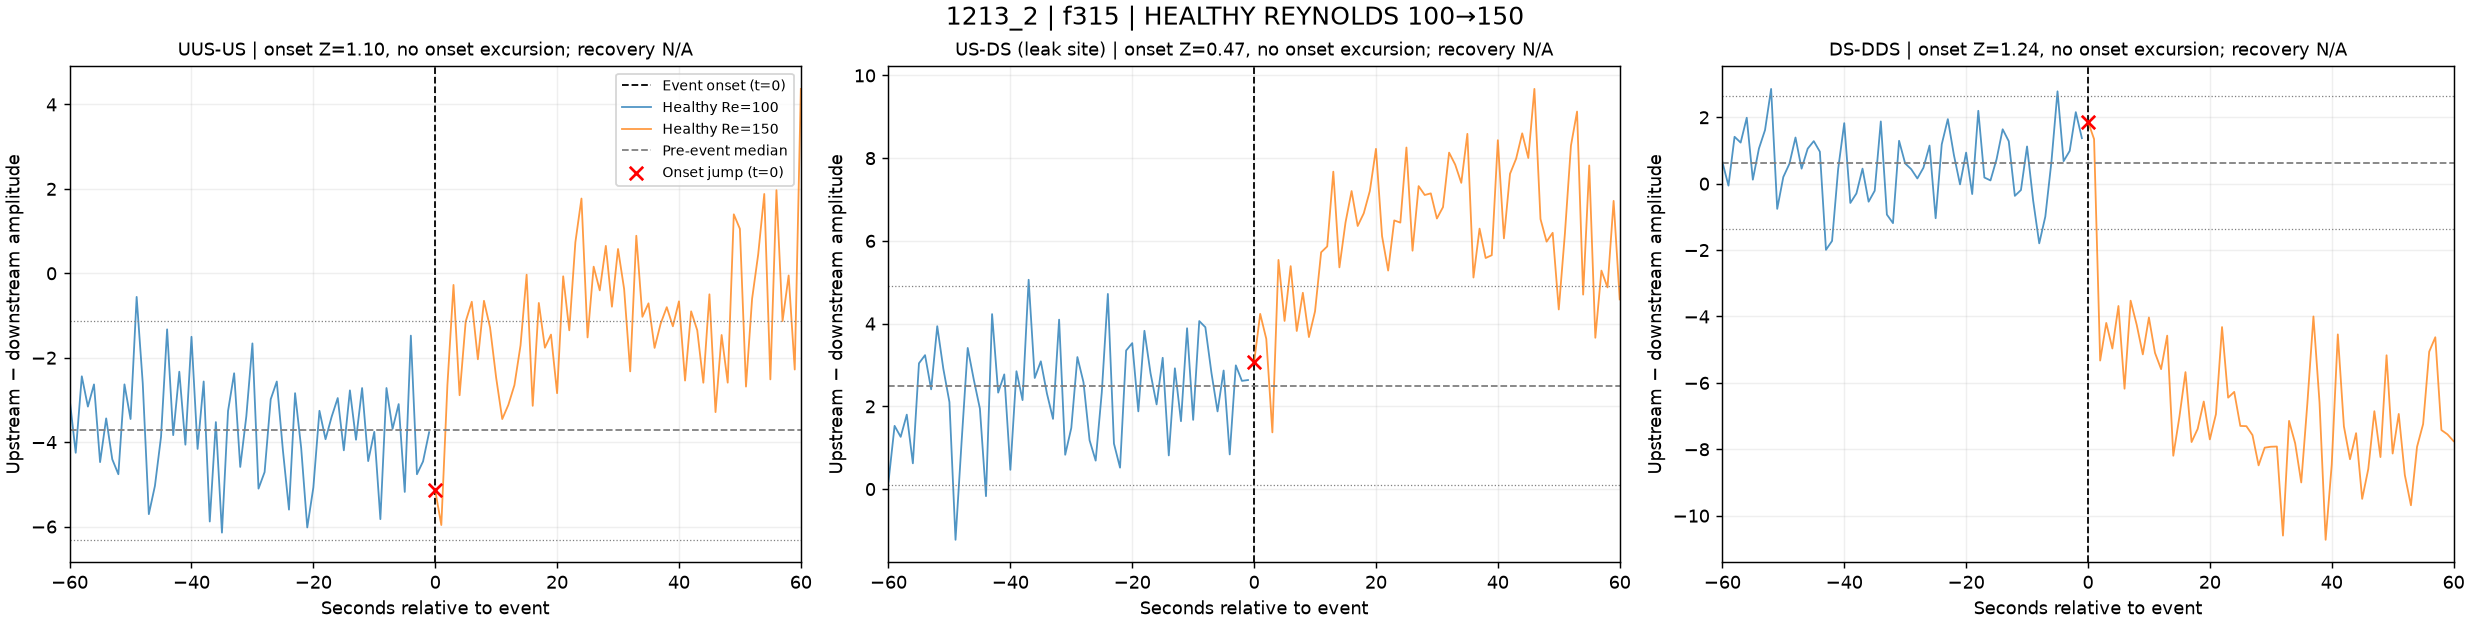 1213_2 | f315 | HEALTHY REYNOLDS 100→150
UUS-US | onset Z=1.10, no onset excursion; recovery N/A
Upstream − downstream amplitude
4
2
0
−2
−4
−6
−60
−40
−20
0
20
40
60
Seconds relative to event
Event onset (t=0)
Healthy Re=100
Healthy Re=150
Pre-event median
Onset jump (t=0)
US-DS (leak site) | onset Z=0.47, no onset excursion; recovery N/A
Upstream − downstream amplitude
10
8
6
4
2
0
−60
−40
−20
0
20
40
60
Seconds relative to event
DS-DDS | onset Z=1.24, no onset excursion; recovery N/A
Upstream − downstream amplitude
2
0
−2
−4
−6
−8
−10
−60
−40
−20
0
20
40
60
Seconds relative to event